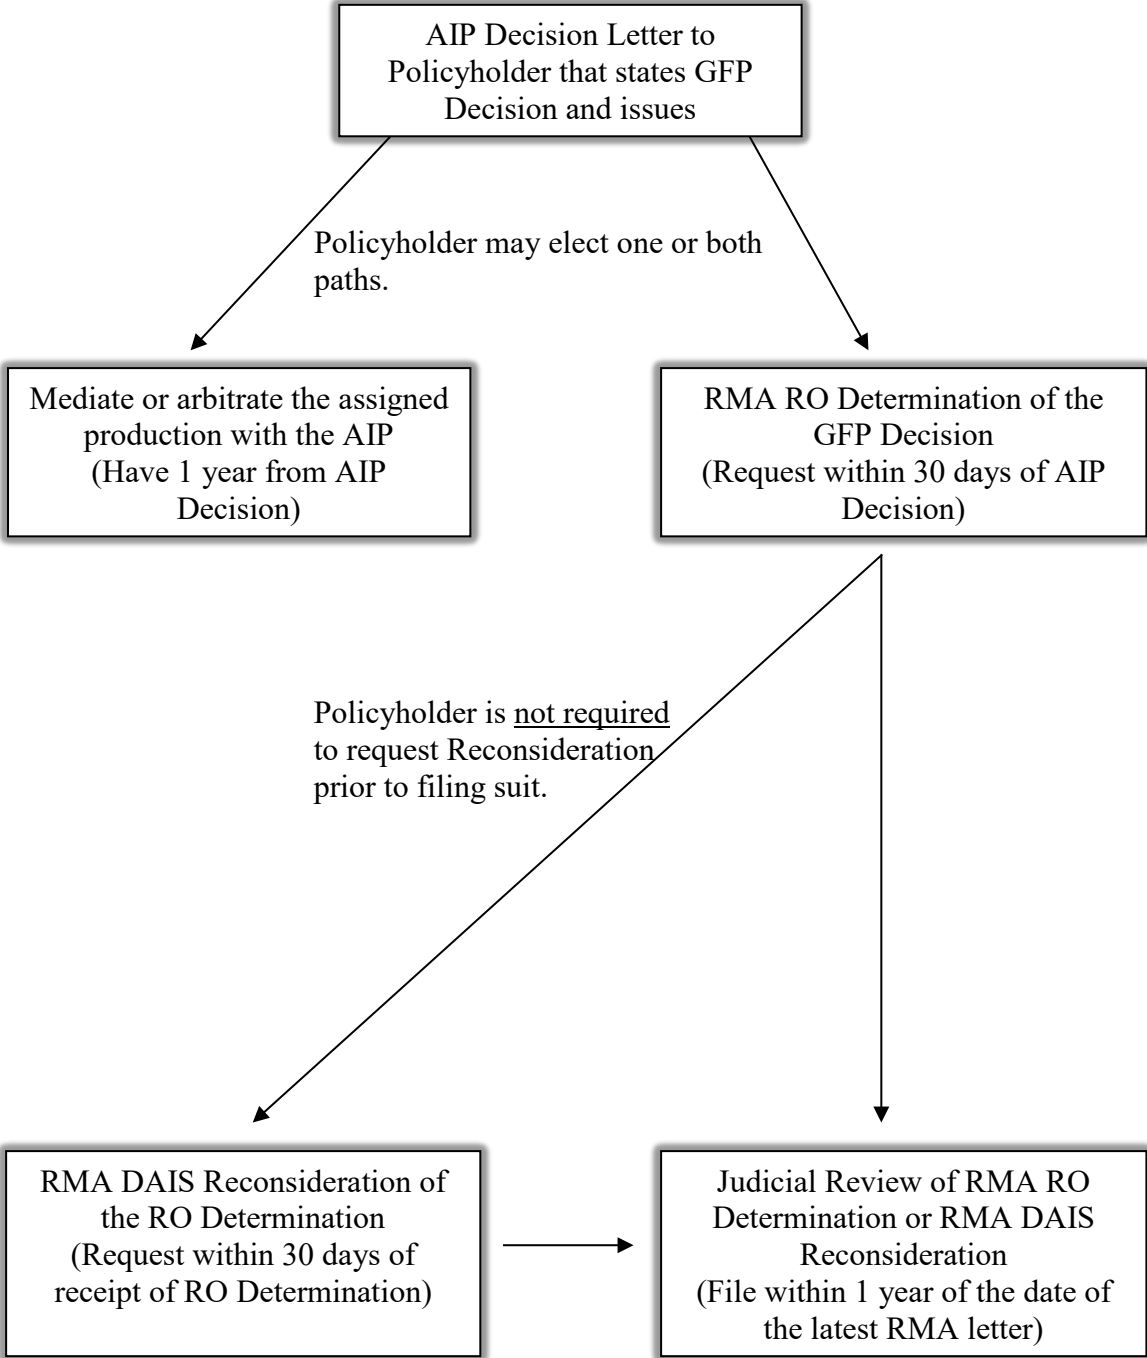 AIP Decision Letter to
Policyholder that states GFP
Decision and issues
Policyholder may elect one or both
paths.
Mediate or arbitrate the assigned
production with the AIP
(Have 1 year from AIP
Decision)
RMA RO Determination of the
GFP Decision
(Request within 30 days of AIP
Decision)
Policyholder is not required
to request Reconsideration
prior to filing suit.
RMA DAIS Reconsideration of
the RO Determination
(Request within 30 days of
receipt of RO Determination)
Judicial Review of RMA RO
Determination or RMA DAIS
Reconsideration
(File within 1 year of the date of
the latest RMA letter)